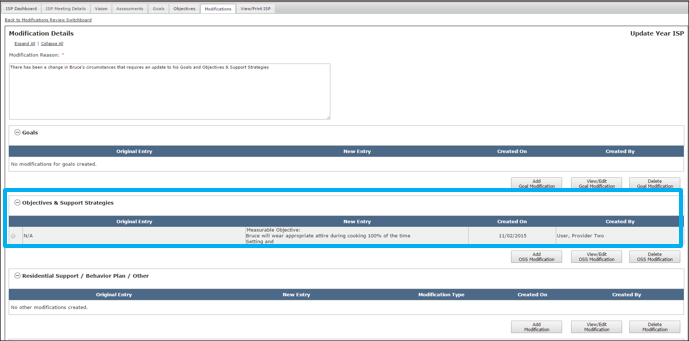 ISP Dashboard ISP Meeting Details Vision Assessments Goals Objectives Modifications View/Print ISP
Back to Modifications Review Switchboard
Modification Details Update Year ISP
Expand All | Collapse All
Modification Reason: *
There has been a change in Bruce's circumstances that requires an update to his Goals and Objectives & Support Strategies
Goals
Original Entry New Entry Created On Created By
No modifications for goals created.
Add Goal Modification View/Edit Goal Modification Delete Goal Modification
Objectives & Support Strategies
Original Entry New Entry Created On Created By
Measurable Objective:
N/A Bruce will wear appropriate attire during cooking 100% of the time 11/02/2015 User, Provider Two
Setting and
Add OSS Modification View/Edit OSS Modification Delete OSS Modification
Residential Support / Behavior Plan / Other
Original Entry New Entry Modification Type Created On Created By
No other modifications created.
Add Modification View/Edit Modification Delete Modification